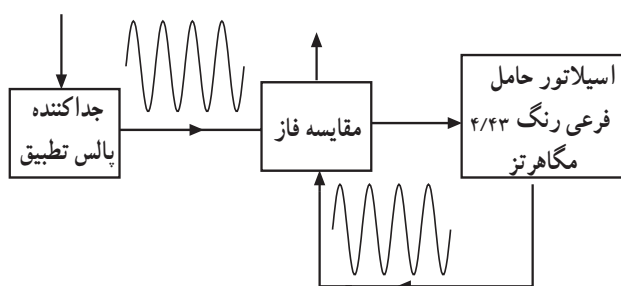 جداکننده
پالس تطبیق
مقایسه فاز
اسیلاتور حامل
فرعی رنگ ۴/۴۳
مگاهرتز